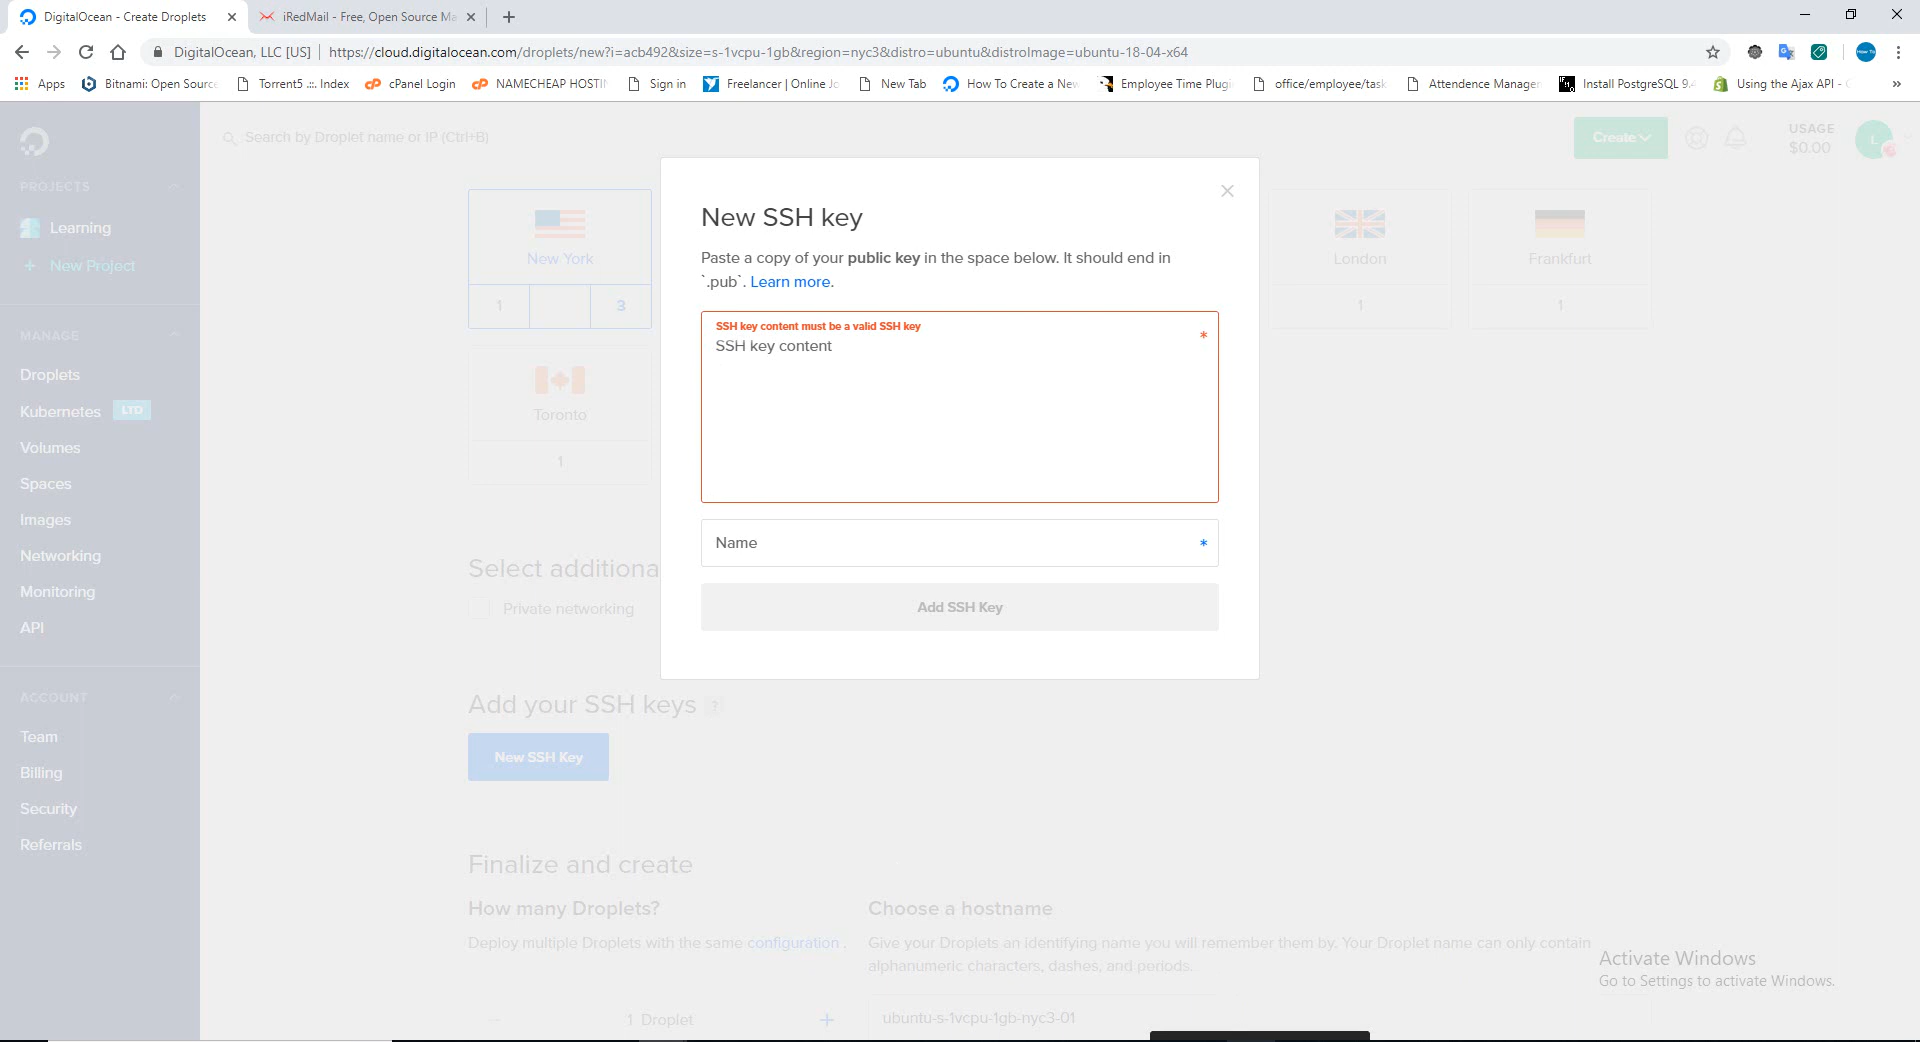 DigitalOcean - Create Droplets
iRedMail - Free, Open Source Ma
DigitalOcean, LLC [US]
https://cloud.digitalocean.com/droplets/new?i=acb492&size=s-1vcpu-1gb&region=nyc3&distro=ubuntu&distroImage=ubuntu-18-04-x64
Apps
Bitnami: Open Source
Torrent5 .::. Index
cPanel Login
NAMECHEAP HOSTIN
Sign in
Freelancer | Online Jo
New Tab
How To Create a New
Employee Time Plugi
office/employee/task
Attendence Manager
Install PostgreSQL 9.4
Using the Ajax API -
»
Search by Droplet name or IP (Ctrl+B)
Create
USAGE
$0.00
L
PROJECTS
Learning
+ New Project
MANAGE
Droplets
Kubernetes LTD
Volumes
Spaces
Images
Networking
Monitoring
API
ACCOUNT
Team
Billing
Security
Referrals
New York
1 3
London
1
Frankfurt
1
Toronto
1
New SSH key
Paste a copy of your public key in the space below. It should end in
`.pub`. Learn more.
SSH key content must be a valid SSH key
SSH key content *
Name *
Add SSH Key
Select additiona
Private networking
Add your SSH keys ?
New SSH Key
Finalize and create
How many Droplets?
Deploy multiple Droplets with the same configuration .
1 Droplet +
Choose a hostname
Give your Droplets an identifying name you will remember them by. Your Droplet name can only contain
alphanumeric characters, dashes, and periods.
ubuntu-s-1vcpu-1gb-nyc3-01
Activate Windows
Go to Settings to activate Windows.